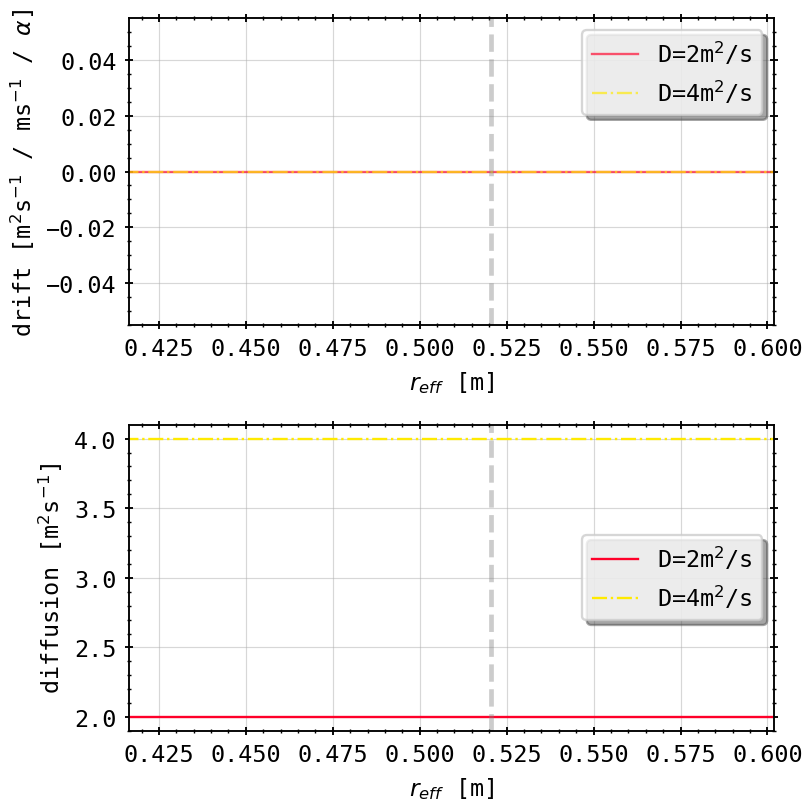 drift [m²s⁻¹ / ms⁻¹ / α]
0.04
0.02
0.00
−0.02
−0.04
D=2m²/s
D=4m²/s
0.425 0.450 0.475 0.500 0.525 0.550 0.575 0.600
r_eff [m]
diffusion [m²s⁻¹]
4.0
3.5
3.0
2.5
2.0
D=2m²/s
D=4m²/s
0.425 0.450 0.475 0.500 0.525 0.550 0.575 0.600
r_eff [m]